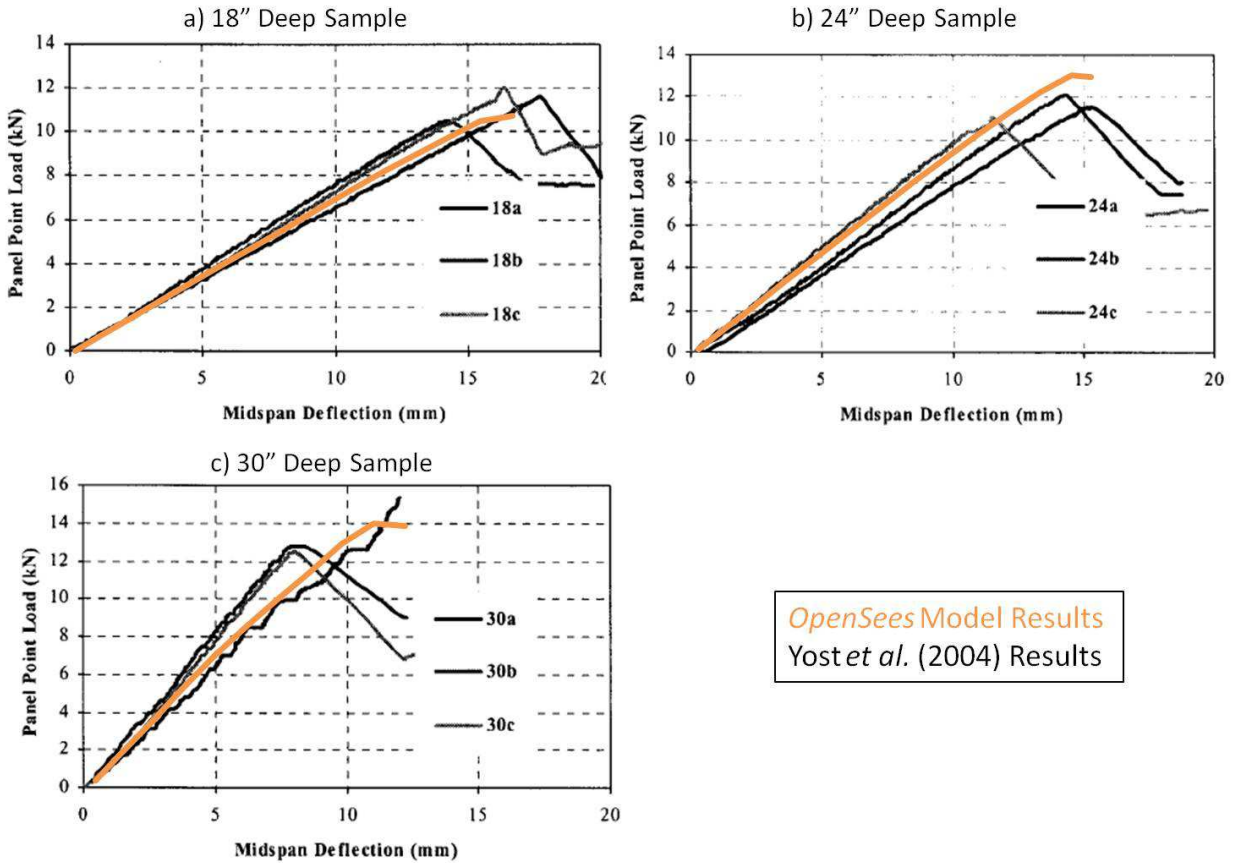 a) 18” Deep Sample
14
12
10
8
6
4
2
0
Panel Point Load (kN)
18a
18b
18c
0 5 10 15 20
Midspan Deflection (mm)
b) 24” Deep Sample
14
12
10
8
6
4
2
0
Panel Point Load (kN)
24a
24b
24c
0 5 10 15 20
Midspan Deflection (mm)
c) 30” Deep Sample
16
14
12
10
8
6
4
2
0
Panel Point Load (kN)
30a
30b
30c
0 5 10 15 20
Midspan Deflection (mm)
OpenSees Model Results
Yost et al. (2004) Results